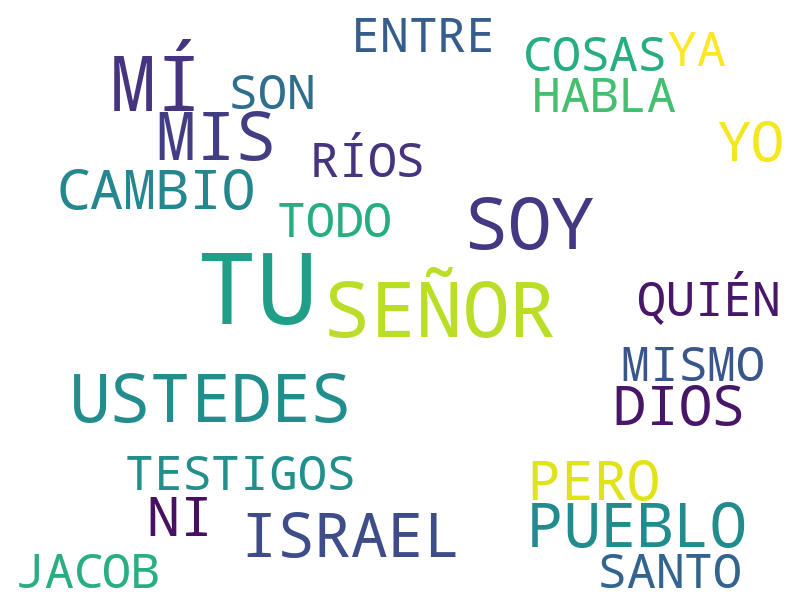 ENTRE
COSAS YA
MÍ SON HABLA
MIS YO
RÍOS
CAMBIO
TODO SOY
TU SEÑOR
QUIÉN
MISMO
USTEDES DIOS
TESTIGOS PERO
NI PUEBLO
ISRAEL
JACOB SANTO